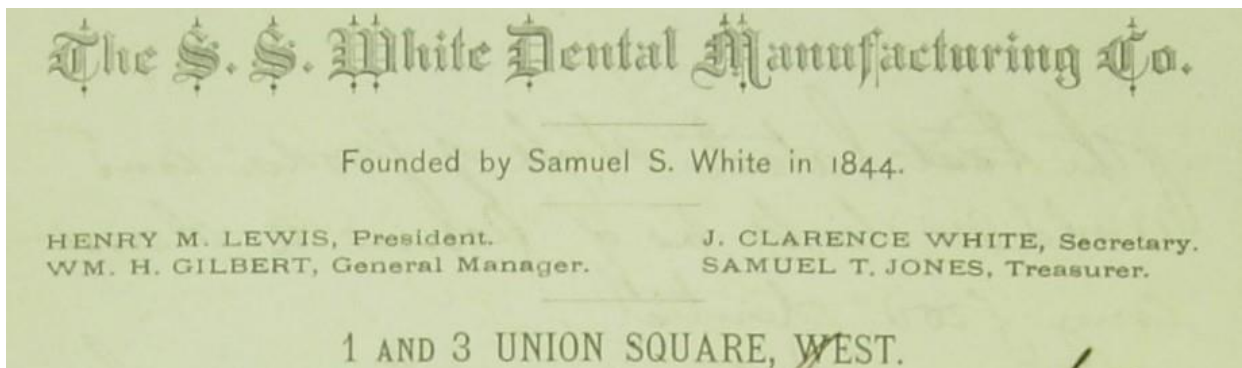 The S. S. White Dental Manufacturing Co.
Founded by Samuel S. White in 1844.
HENRY M. LEWIS, President.
WM. H. GILBERT, General Manager.
J. CLARENCE WHITE, Secretary.
SAMUEL T. JONES, Treasurer.
1 AND 3 UNION SQUARE, WEST.